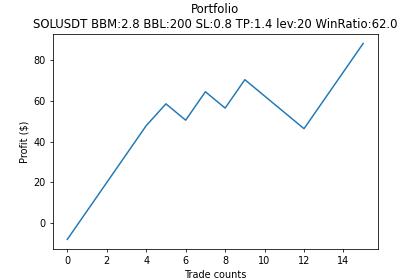 Portfolio
SOLUSDT BBM:2.8 BBL:200 SL:0.8 TP:1.4 lev:20 WinRatio:62.0
Profit ($)
80
60
40
20
0
0 2 4 6 8 10 12 14
Trade counts